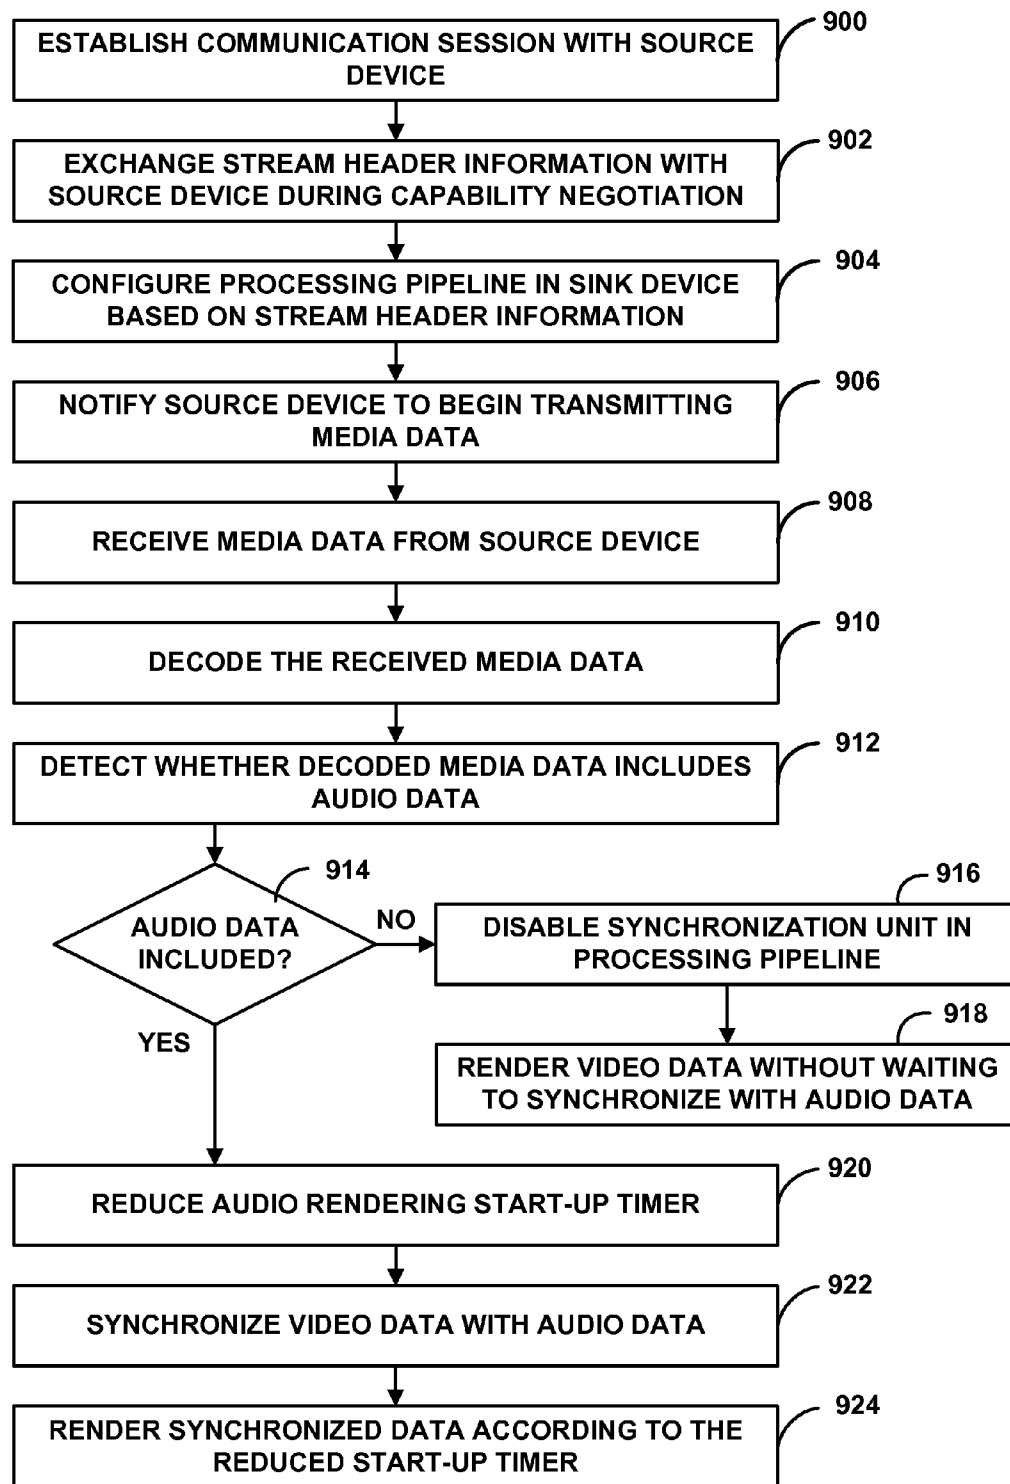 900
ESTABLISH COMMUNICATION SESSION WITH SOURCE
DEVICE
902
EXCHANGE STREAM HEADER INFORMATION WITH
SOURCE DEVICE DURING CAPABILITY NEGOTIATION
904
CONFIGURE PROCESSING PIPELINE IN SINK DEVICE
BASED ON STREAM HEADER INFORMATION
906
NOTIFY SOURCE DEVICE TO BEGIN TRANSMITTING
MEDIA DATA
908
RECEIVE MEDIA DATA FROM SOURCE DEVICE
910
DECODE THE RECEIVED MEDIA DATA
912
DETECT WHETHER DECODED MEDIA DATA INCLUDES
AUDIO DATA
914
AUDIO DATA
INCLUDED?
NO
916
DISABLE SYNCHRONIZATION UNIT IN
PROCESSING PIPELINE
918
RENDER VIDEO DATA WITHOUT WAITING
TO SYNCHRONIZE WITH AUDIO DATA
YES
920
REDUCE AUDIO RENDERING START-UP TIMER
922
SYNCHRONIZE VIDEO DATA WITH AUDIO DATA
924
RENDER SYNCHRONIZED DATA ACCORDING TO THE
REDUCED START-UP TIMER